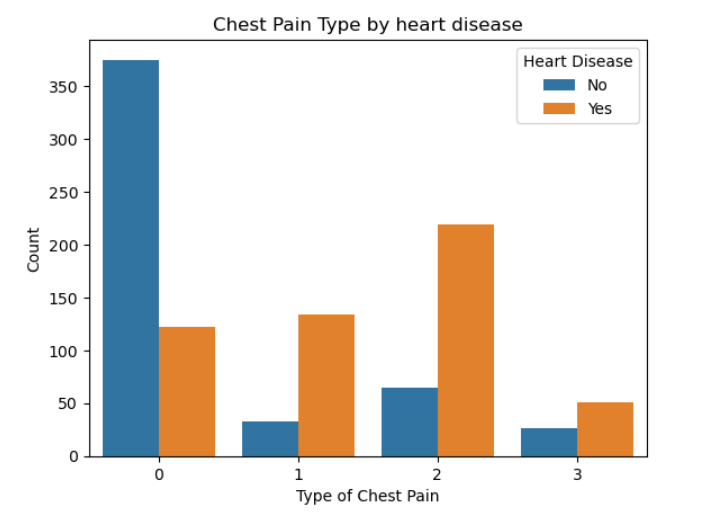 Chest Pain Type by heart disease
Heart Disease
No
Yes
Count
350
300
250
200
150
100
50
0
0 1 2 3
Type of Chest Pain